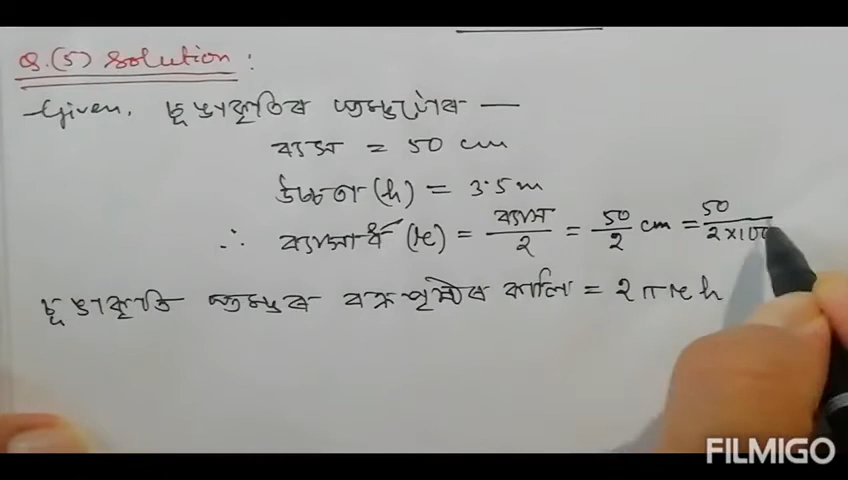 Q.(5) Solution :
Given, চুঙাকৃতিৰ স্তম্ভটোৰ —
ব্যাস = 50 cm
উচ্চতা (h) = 3.5 m
∴ ব্যাসাৰ্ধ (r) = ব্যাস/2 = 50/2 cm = 50/2×100
চুঙাকৃতি স্তম্ভৰ বক্ৰপৃষ্ঠৰ কালি = 2πrh
FILMIGO